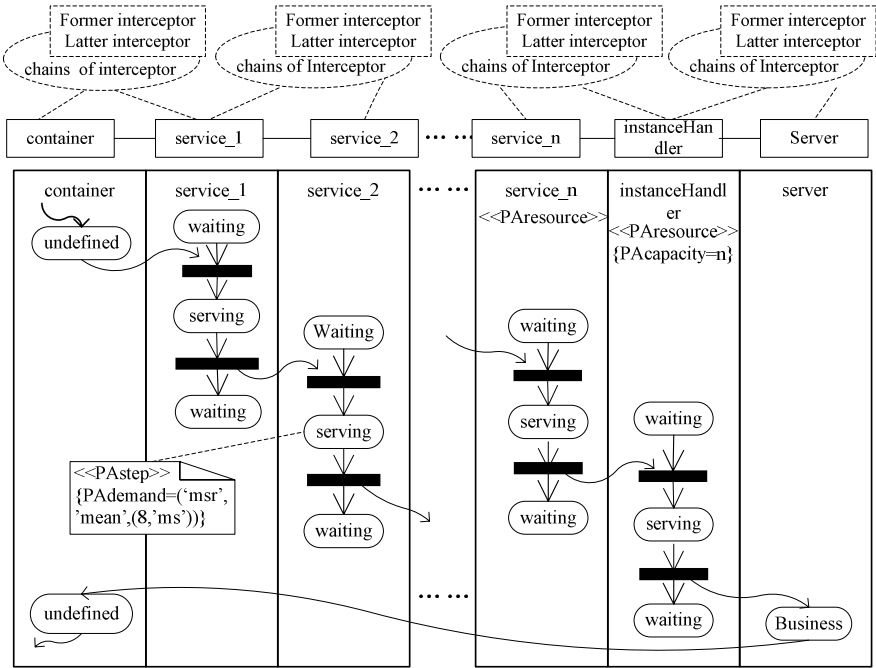 Former interceptor
Latter interceptor
chains of interceptor
Former interceptor
Latter interceptor
chains of Interceptor
Former interceptor
Latter interceptor
chains of Interceptor
Former interceptor
Latter interceptor
chains of Interceptor
container
service_1
service_2
... ...
service_n
instanceHan
dler
Server
container
service_1
service_2
... ...
service_n
<<PAresource>>
instanceHandl
er
<<PAresource>>
{PAcapacity=n}
server
undefined
waiting
serving
waiting
Waiting
serving
waiting
<<PAstep>>
{PAdemand=(‘msr’,
’mean’,(8,’ms’))}
waiting
serving
waiting
waiting
serving
waiting
... ...
undefined
Business